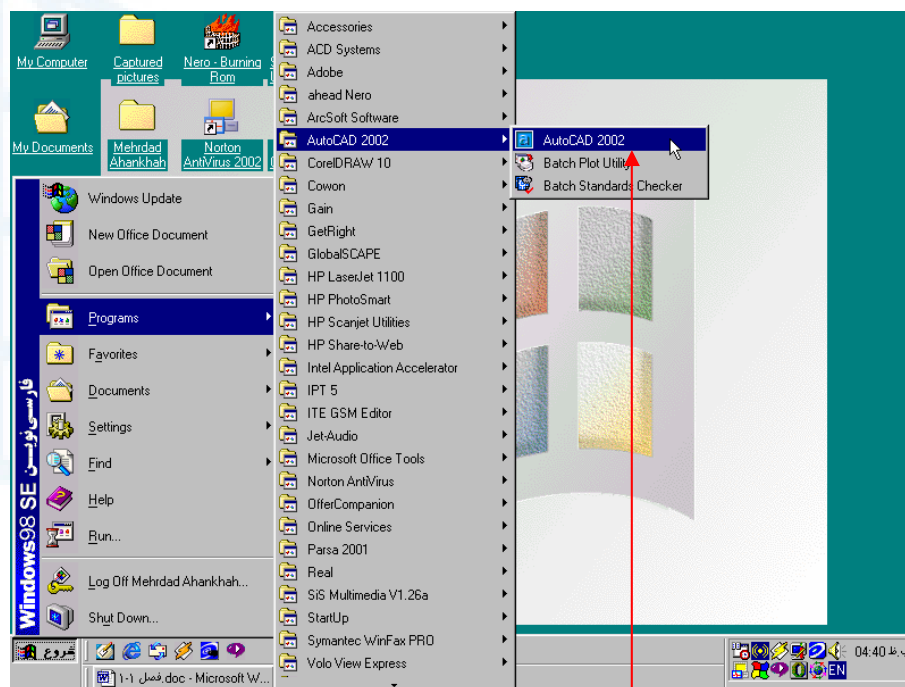 My Computer
Captured pictures
Nero - Burning Rom
My Documents
Mehrdad Ahankhah
Norton AntiVirus 2002
Windows Update
New Office Document
Open Office Document
Programs
Favorites
Documents
Settings
Find
Help
Run...
Log Off Mehrdad Ahankhah...
Shut Down...
Windows98 SE فارسی‌نویسن
Accessories
ACD Systems
Adobe
ahead Nero
ArcSoft Software
AutoCAD 2002
CorelDRAW 10
Cowon
Gain
GetRight
GlobalSCAPE
HP LaserJet 1100
HP PhotoSmart
HP Scanjet Utilities
HP Share-to-Web
Intel Application Accelerator
IPT 5
ITE GSM Editor
Jet-Audio
Microsoft Office Tools
Norton AntiVirus
OfferCompanion
Online Services
Parsa 2001
Real
SiS Multimedia V1.26a
StartUp
Symantec WinFax PRO
Volo View Express
AutoCAD 2002
Batch Plot Utility
Batch Standards Checker
شروع
فصل ۱-۱.doc - Microsoft W...
EN
04:40 ب.ظ